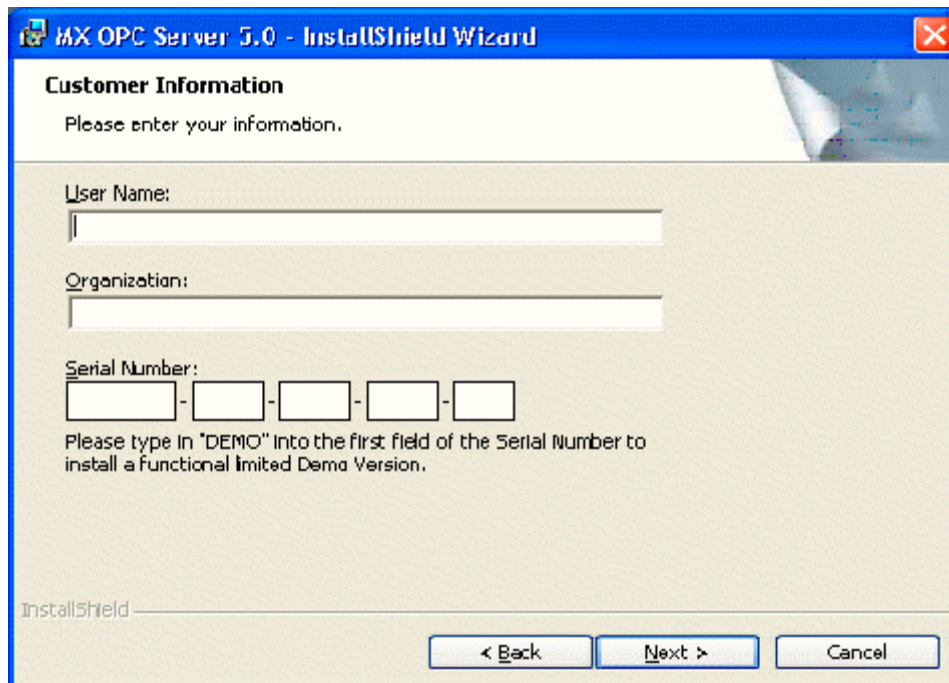 MX OPC Server 5.0 - InstallShield Wizard
Customer Information
Please enter your information.
User Name:
Organization:
Serial Number:
- - - -
Please type in "DEMO" into the first field of the Serial Number to
install a functional limited Demo Version.
InstallShield
< Back Next > Cancel